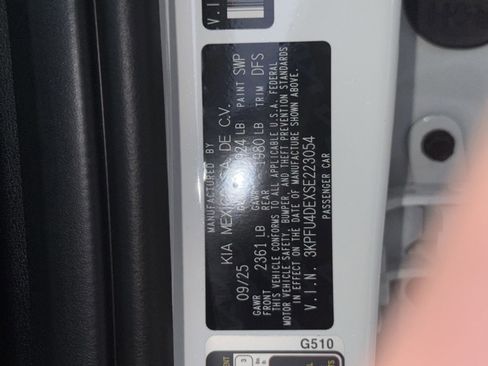 MANUFACTURED BY
KIA MEXICO, S.A. DE C.V.
09/25 LB PAINT SWP
GAWR FRONT 2361 LB GAWR REAR 1980 LB TRIM DFS
THIS VEHICLE CONFORMS TO ALL APPLICABLE U.S.A. FEDERAL
MOTOR VEHICLE SAFETY, BUMPER, AND THEFT PREVENTION STANDARDS
IN EFFECT ON THE DATE OF MANUFACTURE SHOWN ABOVE.
V.I.N. 3KPFU4DEXSE223054
PASSENGER CAR
V.I.
G510